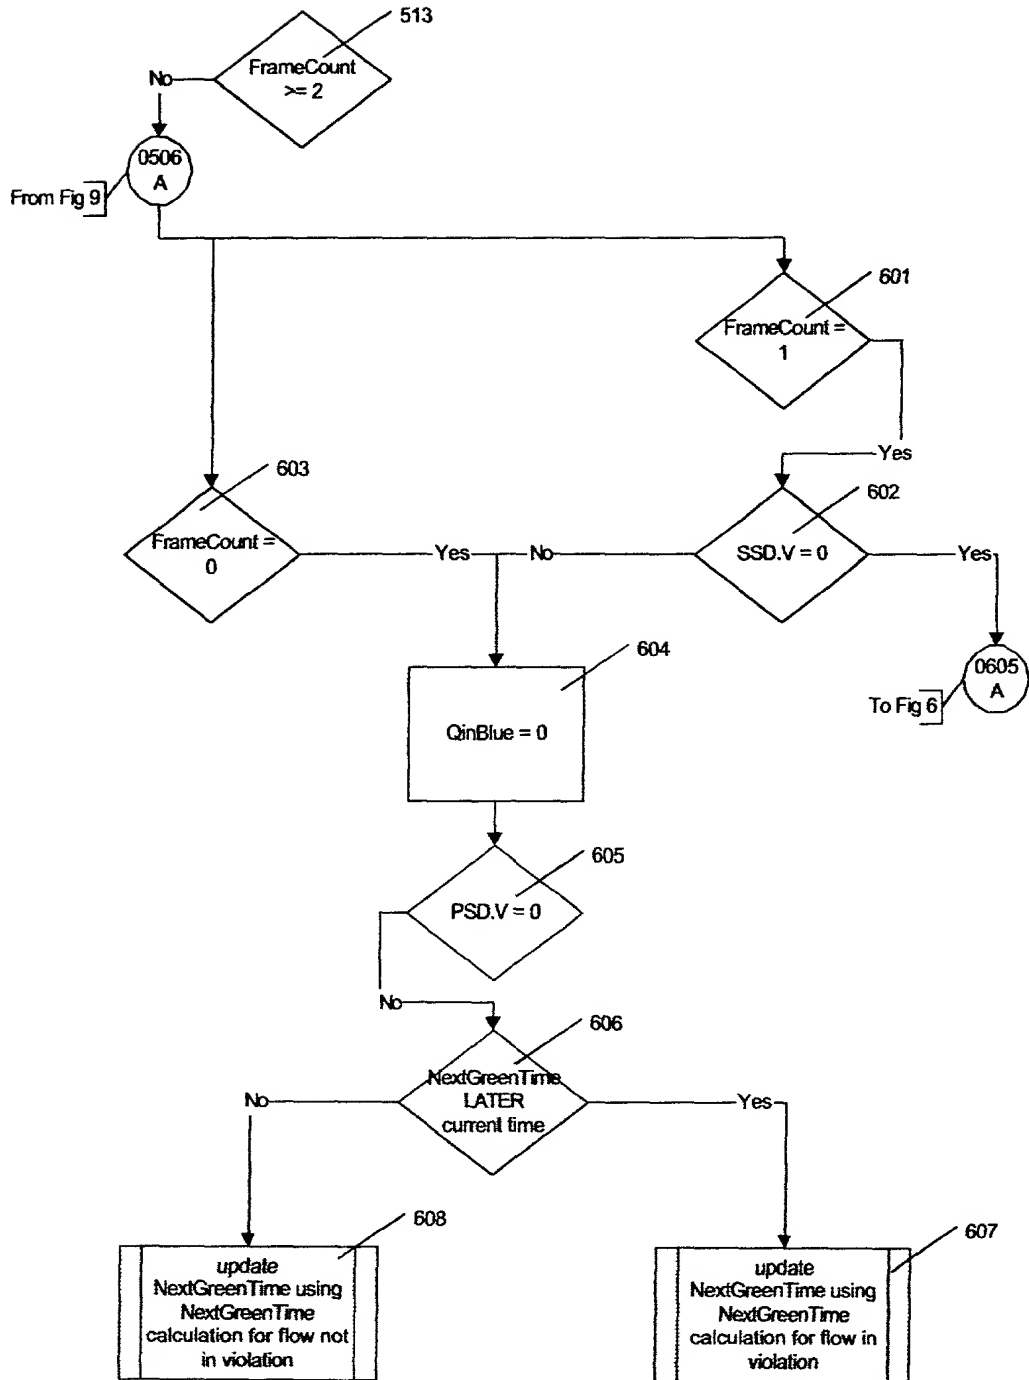 513
FrameCount
>= 2
No
0506
A
From Fig 9
601
FrameCount =
1
Yes
603
FrameCount =
0
Yes
No
602
SSD.V = 0
Yes
604
QinBlue = 0
0605
A
To Fig 6
605
PSD.V = 0
No
606
NextGreenTime
LATER
current time
No
Yes
608
update
NextGreenTime using
NextGreenTime
calculation for flow not
in violation
607
update
NextGreenTime using
NextGreenTime
calculation for flow in
violation